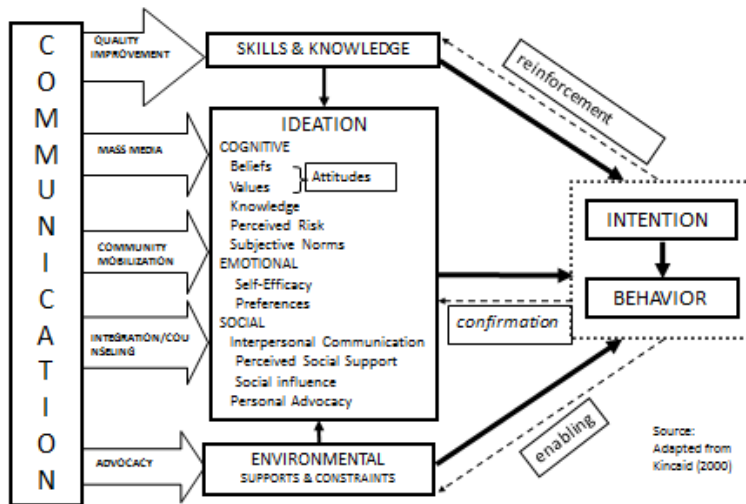 COMMUNICATION
QUALITY
IMPROVEMENT
MASS MEDIA
COMMUNITY
MOBILIZATION
INTEGRATION/COU
NSELING
ADVOCACY
SKILLS & KNOWLEDGE
IDEATION
COGNITIVE
Beliefs
Values
Attitudes
Knowledge
Perceived Risk
Subjective Norms
EMOTIONAL
Self-Efficacy
Preferences
SOCIAL
Interpersonal Communication
Perceived Social Support
Social influence
Personal Advocacy
ENVIRONMENTAL
SUPPORTS & CONSTRAINTS
reinforcement
confirmation
enabling
INTENTION
BEHAVIOR
Source:
Adapted from
Kincaid (2000)